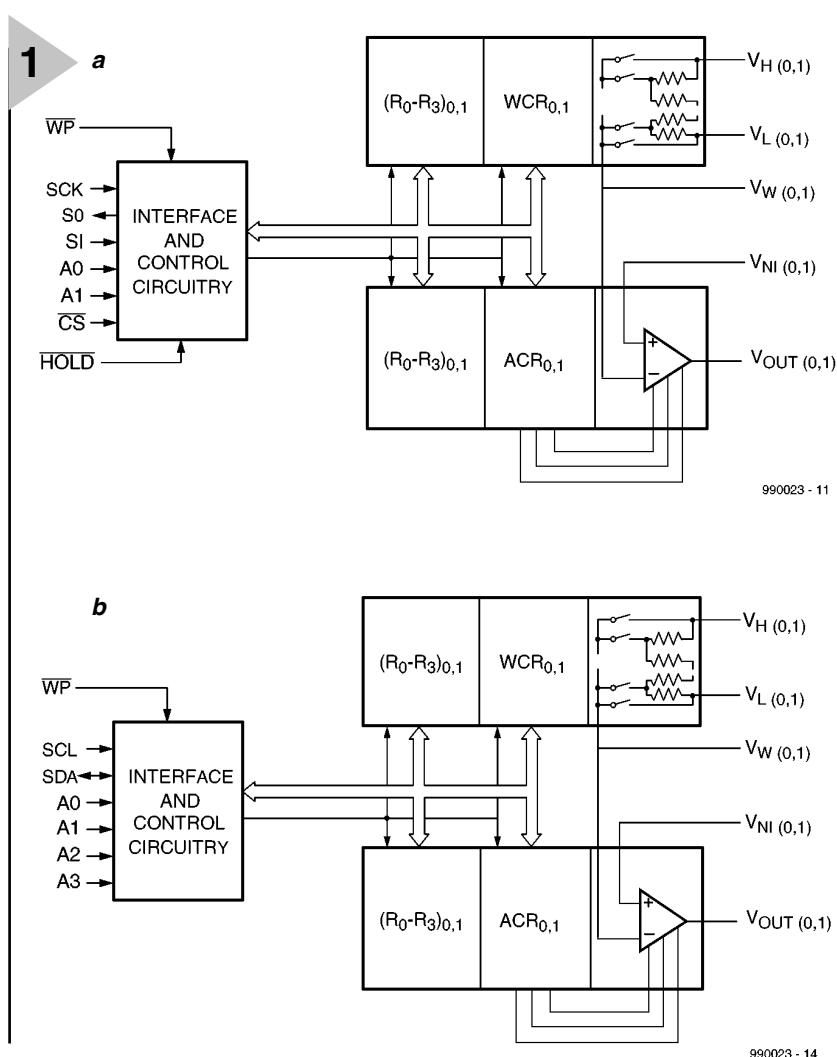 1
a
WP
SCK
S0
SI
A0
A1
CS
HOLD
INTERFACE
AND
CONTROL
CIRCUITRY
(R0-R3)0,1
WCR0,1
VH (0,1)
VL (0,1)
VW (0,1)
VNI (0,1)
(R0-R3)0,1
ACR0,1
+
−
VOUT (0,1)
990023 - 11
b
WP
SCL
SDA
A0
A1
A2
A3
INTERFACE
AND
CONTROL
CIRCUITRY
(R0-R3)0,1
WCR0,1
VH (0,1)
VL (0,1)
VW (0,1)
VNI (0,1)
(R0-R3)0,1
ACR0,1
+
−
VOUT (0,1)
990023 - 14